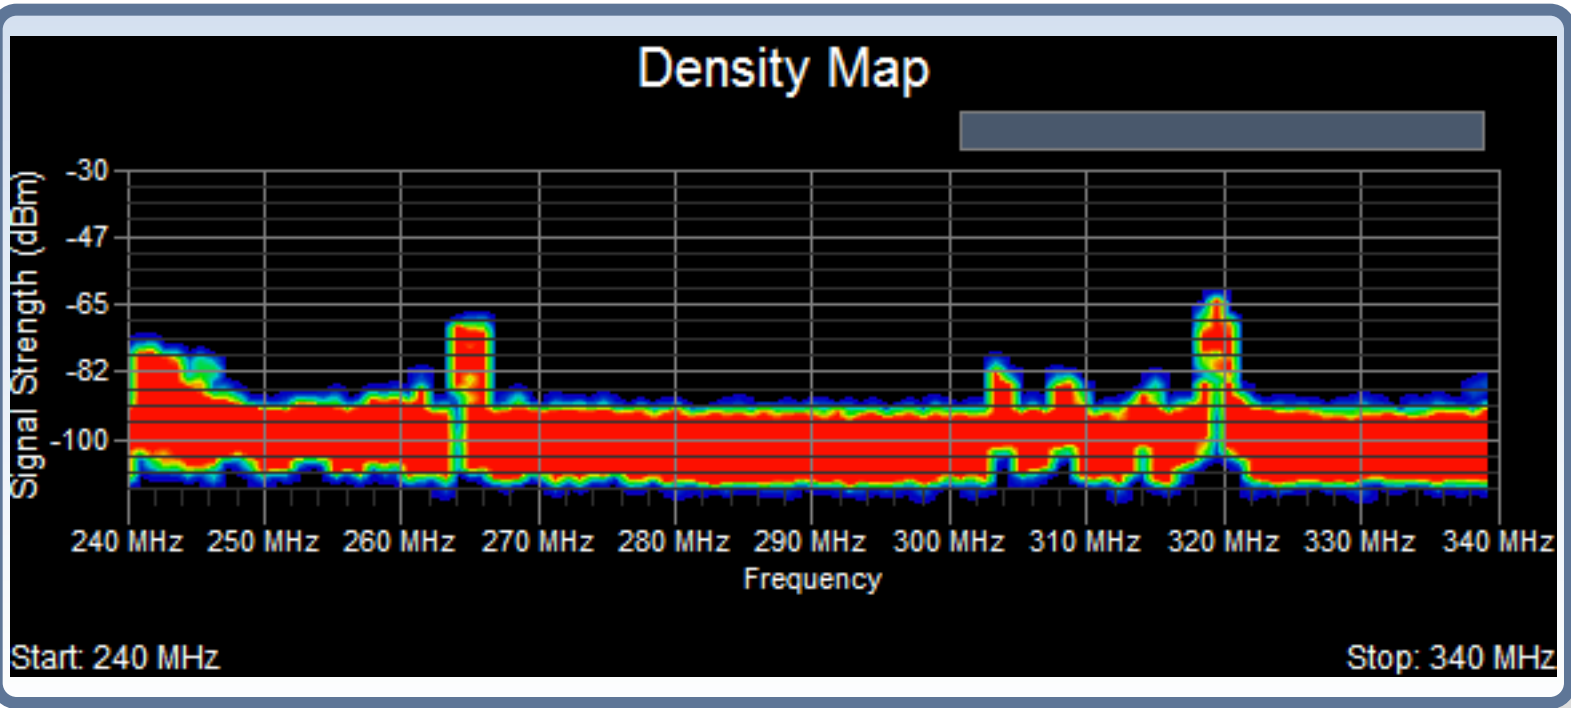 Density Map
Signal Strength (dBm)
-30
-47
-65
-82
-100
240 MHz 250 MHz 260 MHz 270 MHz 280 MHz 290 MHz 300 MHz 310 MHz 320 MHz 330 MHz 340 MHz
Frequency
Start: 240 MHz Stop: 340 MHz